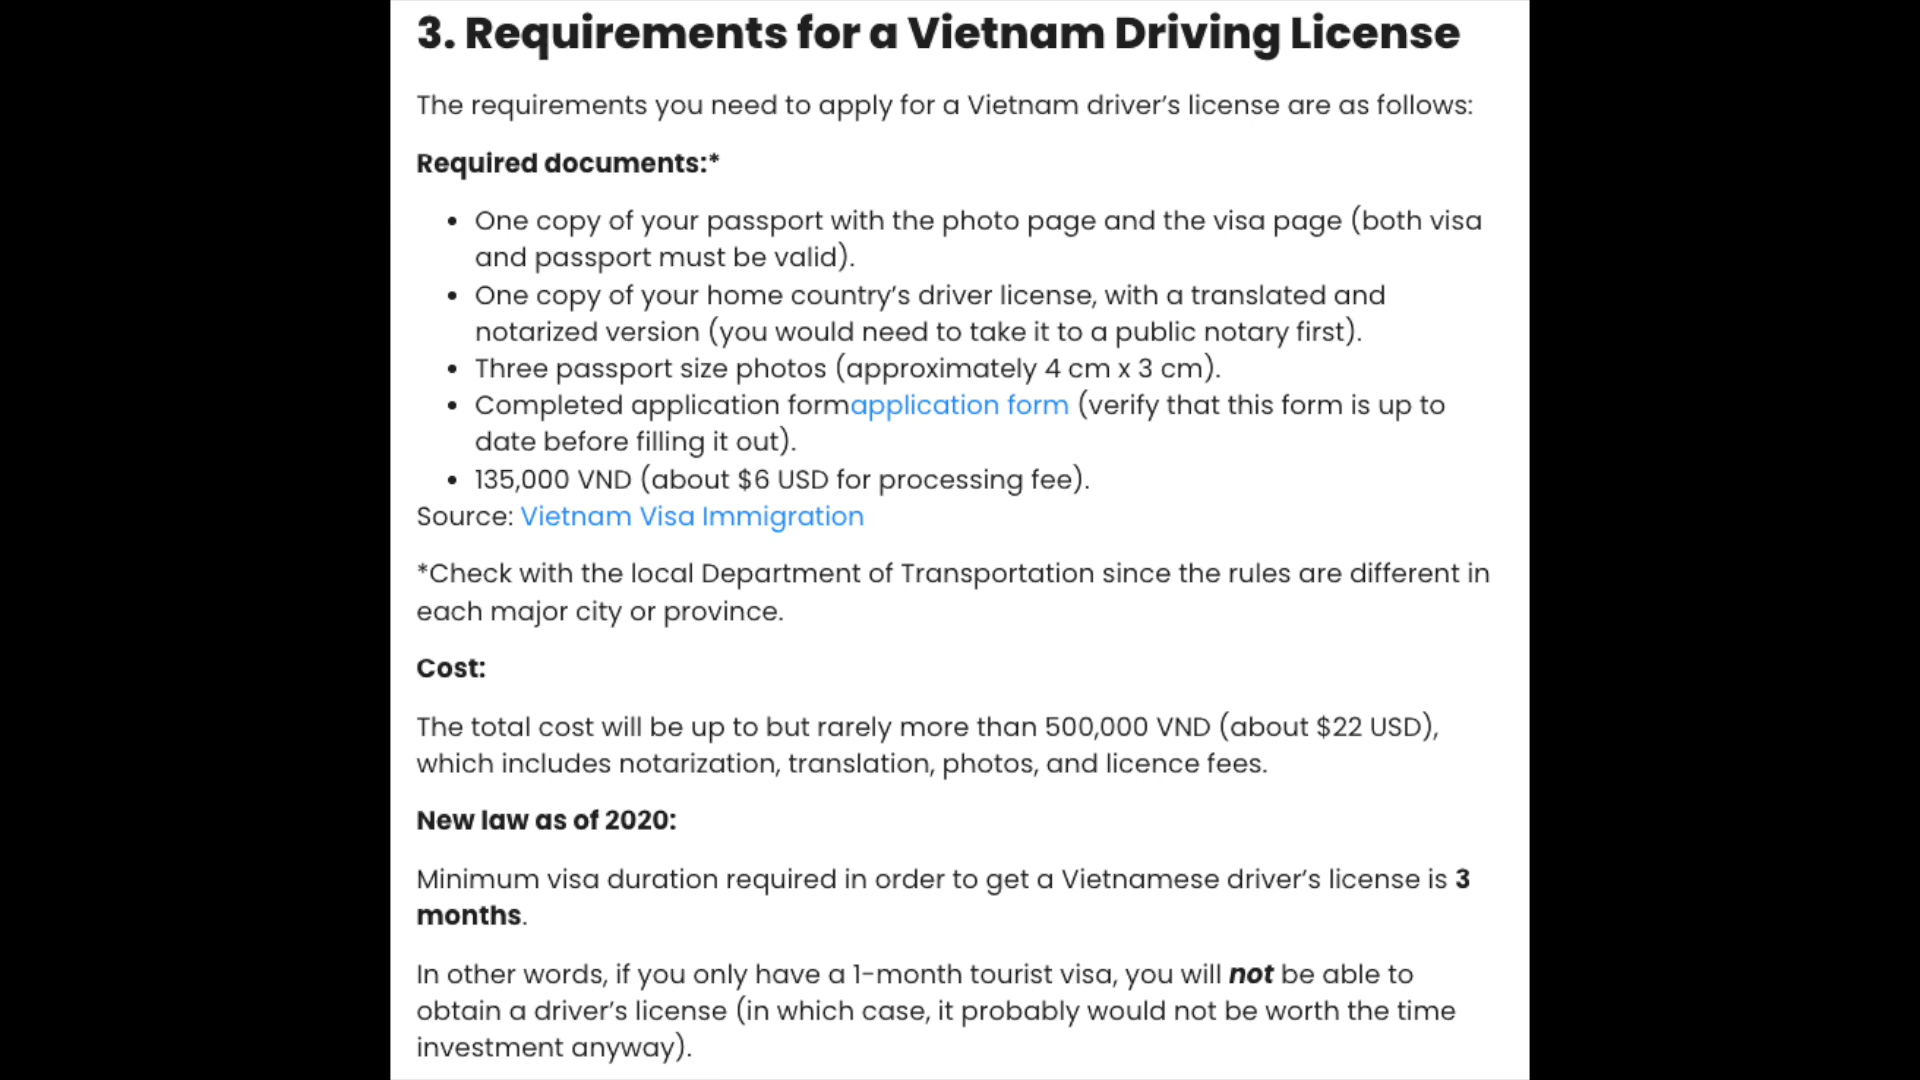 3. Requirements for a Vietnam Driving License
The requirements you need to apply for a Vietnam driver's license are as follows:
Required documents:*
• One copy of your passport with the photo page and the visa page (both visa
and passport must be valid).
• One copy of your home country's driver license, with a translated and
notarized version (you would need to take it to a public notary first).
• Three passport size photos (approximately 4 cm x 3 cm).
• Completed application formapplication form (verify that this form is up to
date before filling it out).
• 135,000 VND (about $6 USD for processing fee).
Source: Vietnam Visa Immigration
*Check with the local Department of Transportation since the rules are different in
each major city or province.
Cost:
The total cost will be up to but rarely more than 500,000 VND (about $22 USD),
which includes notarization, translation, photos, and licence fees.
New law as of 2020:
Minimum visa duration required in order to get a Vietnamese driver's license is 3
months.
In other words, if you only have a 1-month tourist visa, you will not be able to
obtain a driver's license (in which case, it probably would not be worth the time
investment anyway).